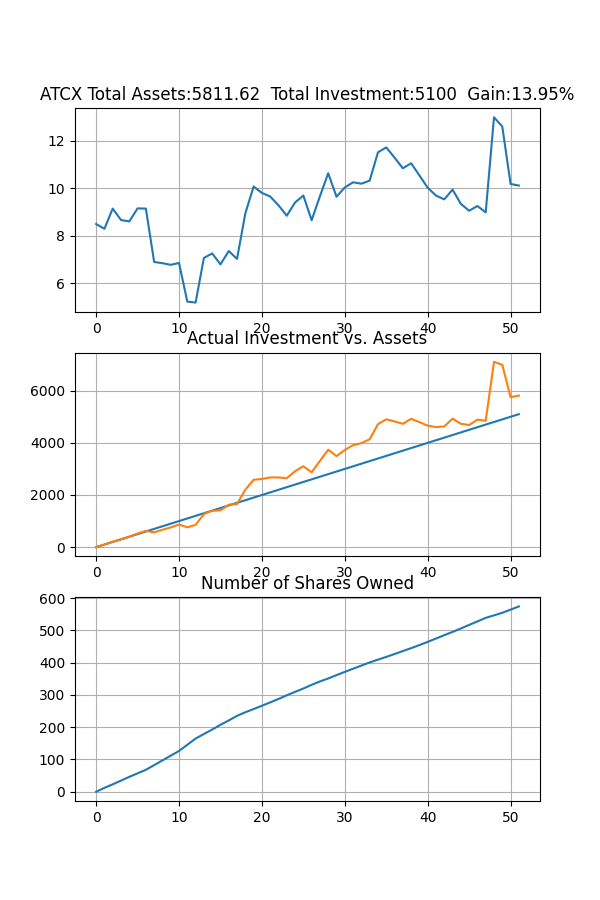 ATCX Total Assets:5811.62  Total Investment:5100  Gain:13.95%
12
10
8
6
0 10 20 30 40 50
Actual Investment vs. Assets
6000
4000
2000
0
0 10 20 30 40 50
Number of Shares Owned
600
500
400
300
200
100
0
0 10 20 30 40 50